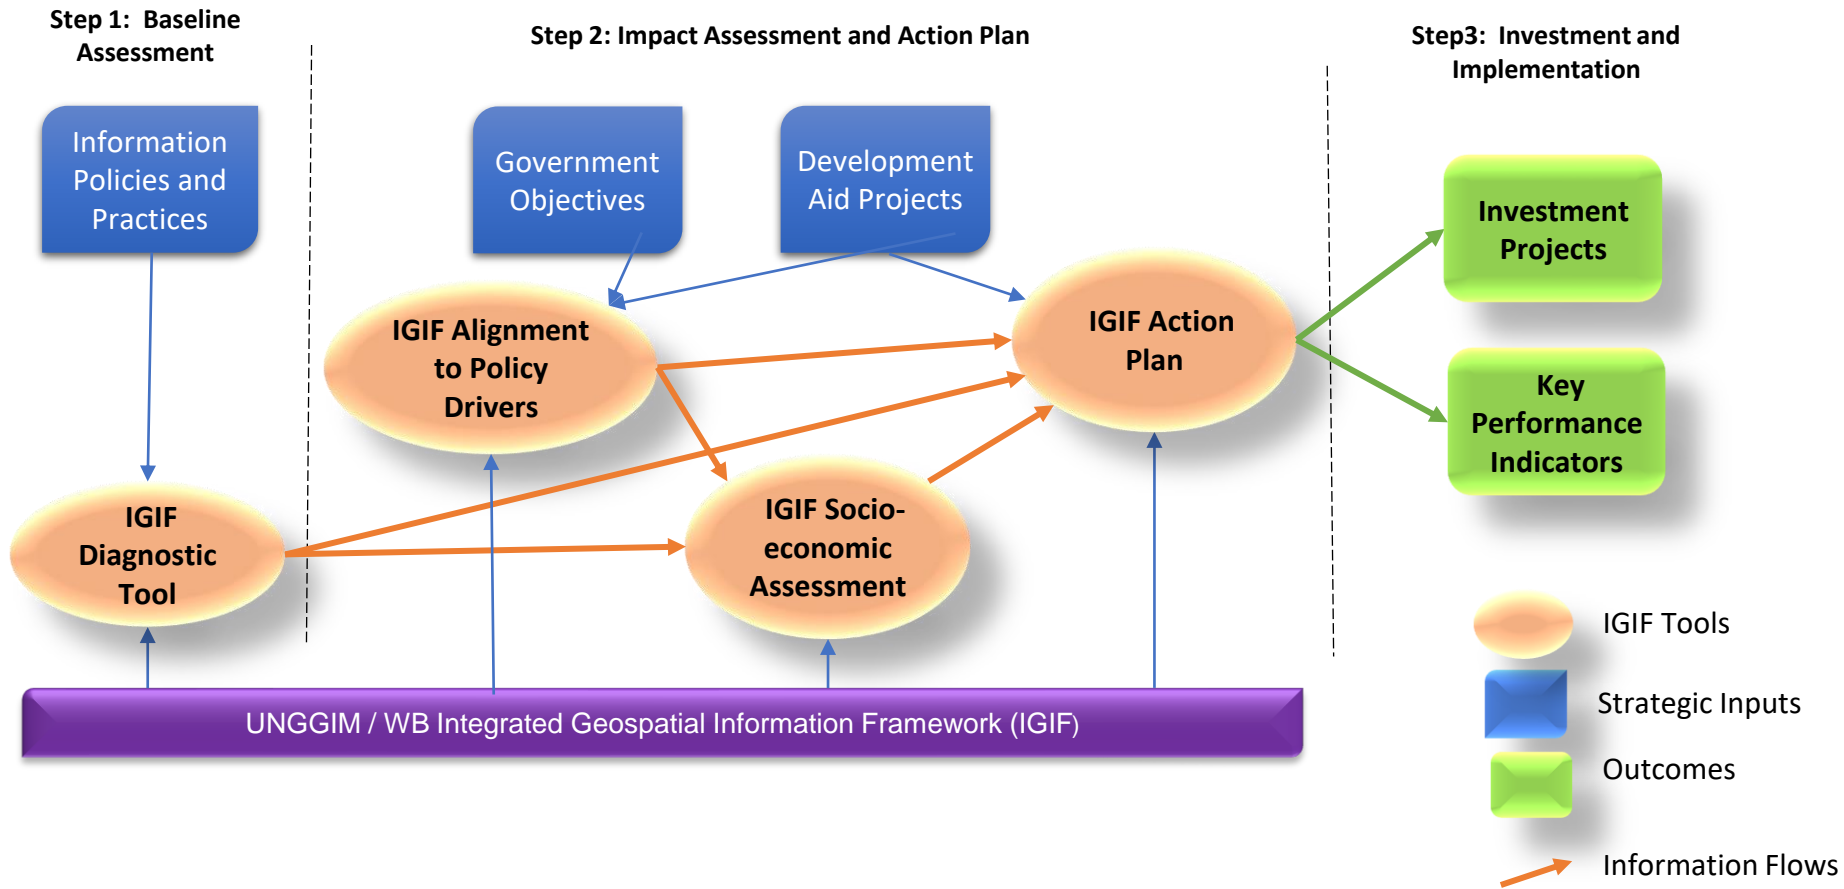 Step 1:  Baseline
Assessment
Step 2: Impact Assessment and Action Plan
Step3:  Investment and
Implementation
Information
Policies and
Practices
Government
Objectives
Development
Aid Projects
Investment
Projects
IGIF Alignment
to Policy
Drivers
IGIF Action
Plan
Key
Performance
Indicators
IGIF
Diagnostic
Tool
IGIF Socio-
economic
Assessment
UNGGIM / WB Integrated Geospatial Information Framework (IGIF)
IGIF Tools
Strategic Inputs
Outcomes
Information Flows